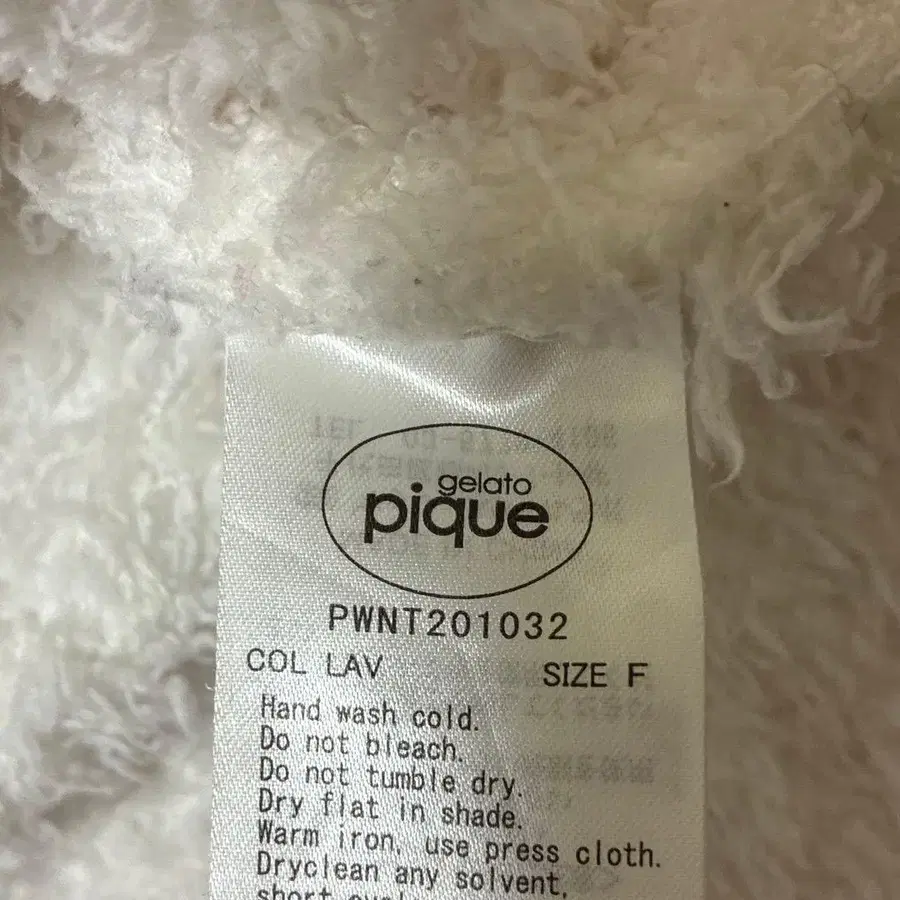 gelato
pique
PWNT201032
COL LAV SIZE F
Hand wash cold.
Do not bleach.
Do not tumble dry.
Dry flat in shade.
Warm iron, use press cloth.
Dryclean any solvent,
short